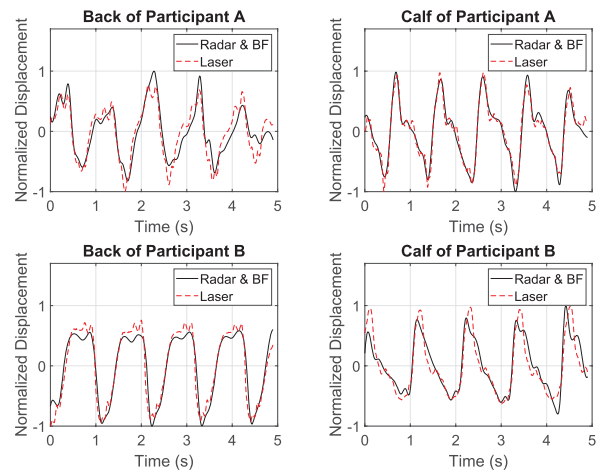 Back of Participant A
Normalized Displacement
1
0
-1
Radar & BF
Laser
0 1 2 3 4 5
Time (s)
Calf of Participant A
Normalized Displacement
1
0
-1
Radar & BF
Laser
0 1 2 3 4 5
Time (s)
Back of Participant B
Normalized Displacement
1
0
-1
Radar & BF
Laser
0 1 2 3 4 5
Time (s)
Calf of Participant B
Normalized Displacement
1
0
-1
Radar & BF
Laser
0 1 2 3 4 5
Time (s)